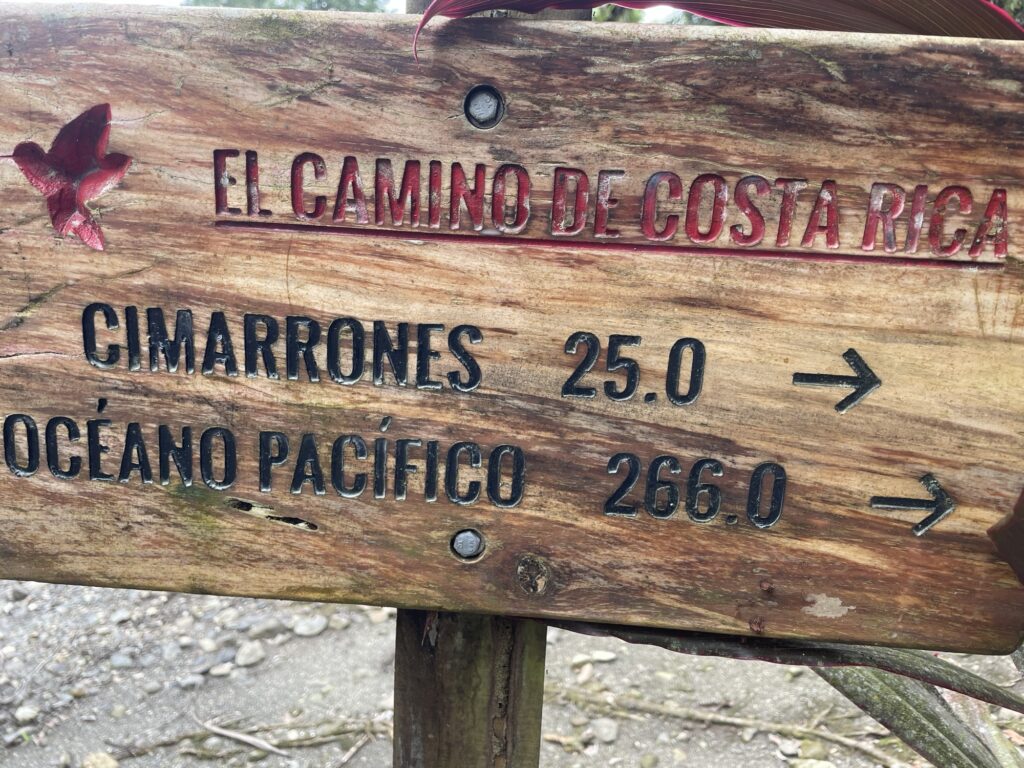 EL CAMINO DE COSTA RICA
CIMARRONES 25.0 →
OCÉANO PACÍFICO 266.0 →